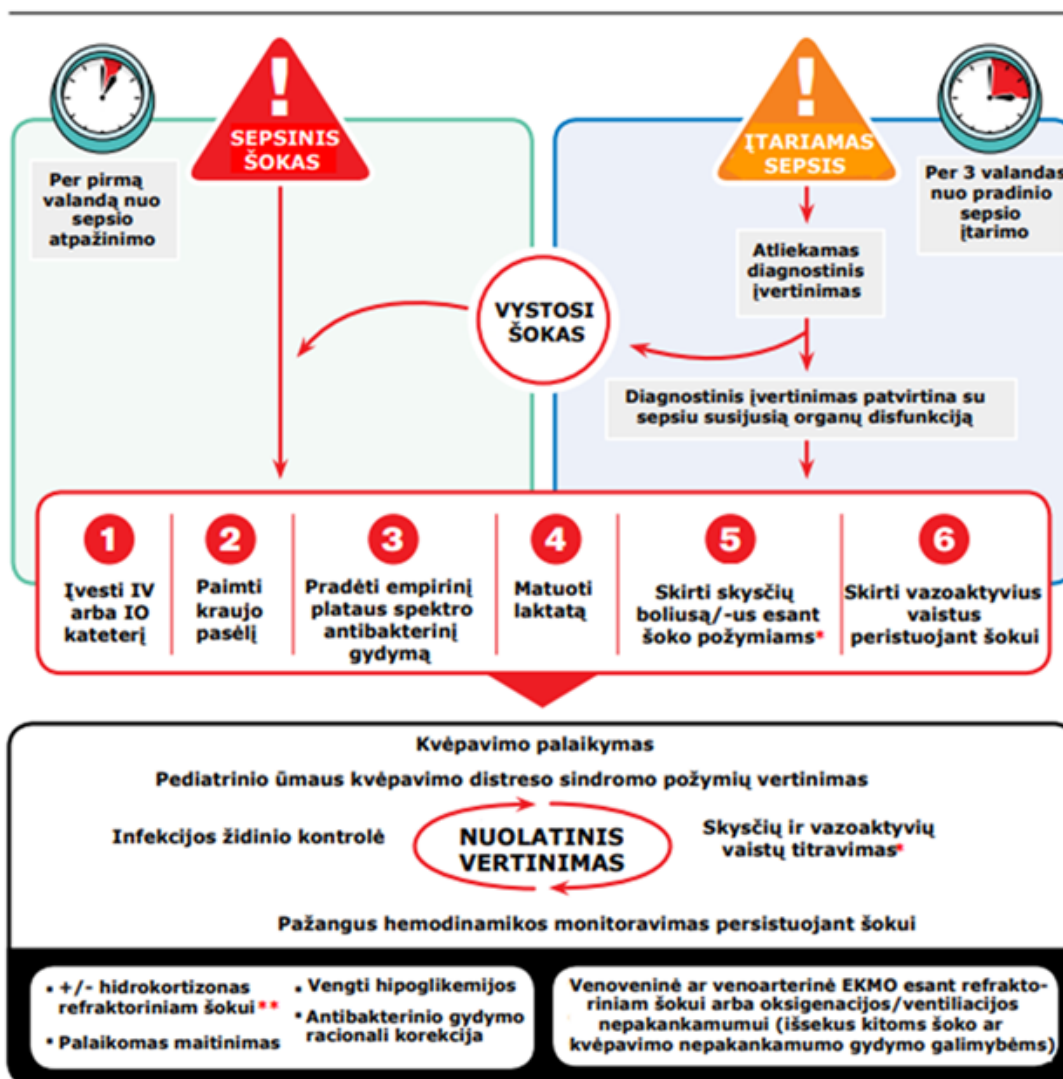 !
SEPSINIS
ŠOKAS
!
ĮTARIAMAS
SEPSIS
Per pirmą
valandą nuo
sepsio
atpažinimo
Per 3 valandas
nuo pradinio
sepsio
įtarimo
Atliekamas
diagnostinis
įvertinimas
VYSTOSI
ŠOKAS
Diagnostinis įvertinimas patvirtina su
sepsiu susijusią organų disfunkciją
1
Įvesti IV
arba IO
kateterį
2
Paimti
kraujo
pasėlį
3
Pradėti empirinį
plataus spektro
antibakterinį
gydymą
4
Matuoti
laktatą
5
Skirti skysčių
boliusą/-us esant
šoko požymiams*
6
Skirti vazoaktyvius
vaistus
peristuojant šokui
Kvėpavimo palaikymas
Pediatrinio ūmaus kvėpavimo distreso sindromo požymių vertinimas
Infekcijos židinio kontrolė
NUOLATINIS
VERTINIMAS
Skysčių ir vazoaktyvių
vaistų titravimas*
Pažangus hemodinamikos monitoravimas persistuojant šokui
• +/- hidrokortizonas
refraktoriniam šokui**
• Palaikomas maitinimas
• Vengti hipoglikemijos
• Antibakterinio gydymo
racionali korekcija
Venoveninė ar venoarterinė EKMO esant refrakto-
riniam šokui arba oksigenacijos/ventiliacijos
nepakankamumui (išsekus kitoms šoko ar
kvėpavimo nepakankamumo gydymo galimybėms)